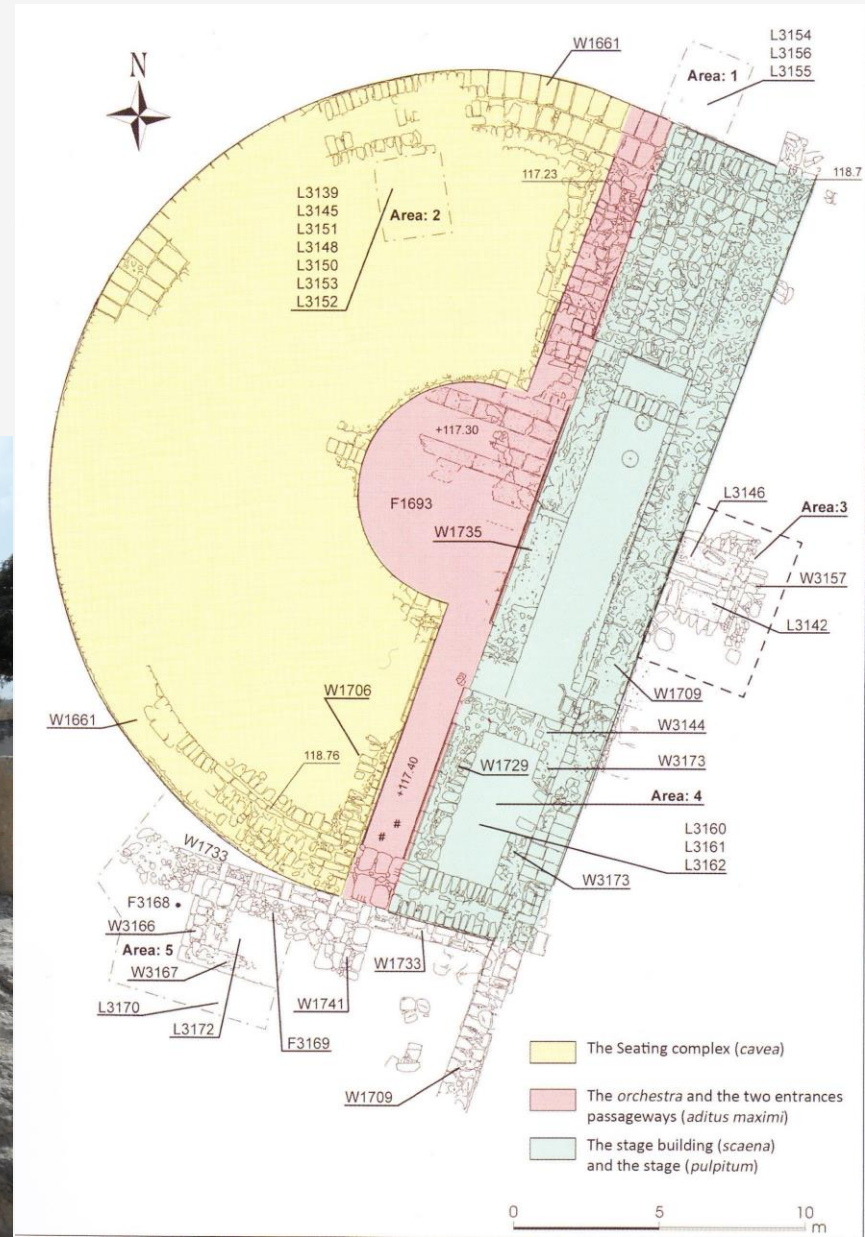 N
W1661
Area: 1
L3154
L3156
L3155
117.23
118.7
L3139
L3145
L3151
L3148
L3150
L3153
L3152
Area: 2
+117.30
F1693
W1735
L3146
Area:3
W3157
L3142
W1709
W1706
W1661
118.76
+117.40
W3144
W1729
W3173
Area: 4
L3160
L3161
L3162
W3173
W1733
F3168
W3166
Area: 5
W3167
W1733
L3170
W1741
L3172
F3169
W1709
The Seating complex (cavea)
The orchestra and the two entrances
passageways (aditus maximi)
The stage building (scaena)
and the stage (pulpitum)
0 5 10
m